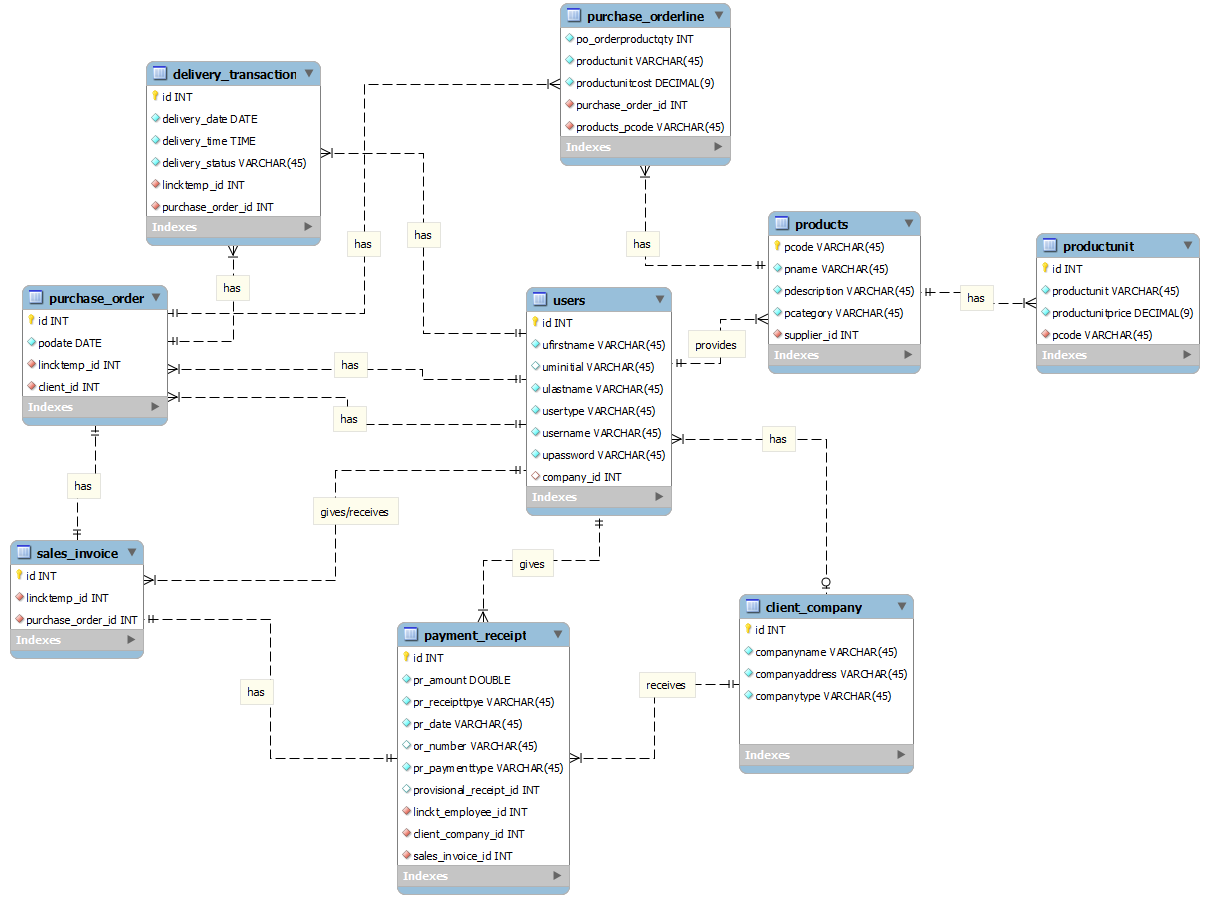 purchase_orderline
po_orderproductqty INT
productunit VARCHAR(45)
productunitcost DECIMAL(9)
purchase_order_id INT
products_pcode VARCHAR(45)
Indexes
delivery_transaction
id INT
delivery_date DATE
delivery_time TIME
delivery_status VARCHAR(45)
lincktemp_id INT
purchase_order_id INT
Indexes
has
has
has
has
products
pcode VARCHAR(45)
pname VARCHAR(45)
pdescription VARCHAR(45)
pcategory VARCHAR(45)
supplier_id INT
Indexes
has
productunit
id INT
productunit VARCHAR(45)
productunitprice DECIMAL(9)
pcode VARCHAR(45)
Indexes
purchase_order
id INT
podate DATE
lincktemp_id INT
client_id INT
Indexes
has
has
users
id INT
ufirstname VARCHAR(45)
uminitial VARCHAR(45)
ulastname VARCHAR(45)
usertype VARCHAR(45)
username VARCHAR(45)
upassword VARCHAR(45)
company_id INT
Indexes
provides
has
has
gives/receives
gives
sales_invoice
id INT
lincktemp_id INT
purchase_order_id INT
Indexes
has
payment_receipt
id INT
pr_amount DOUBLE
pr_receipttpye VARCHAR(45)
pr_date VARCHAR(45)
or_number VARCHAR(45)
pr_paymenttype VARCHAR(45)
provisional_receipt_id INT
linckt_employee_id INT
client_company_id INT
sales_invoice_id INT
Indexes
receives
client_company
id INT
companyname VARCHAR(45)
companyaddress VARCHAR(45)
companytype VARCHAR(45)
Indexes